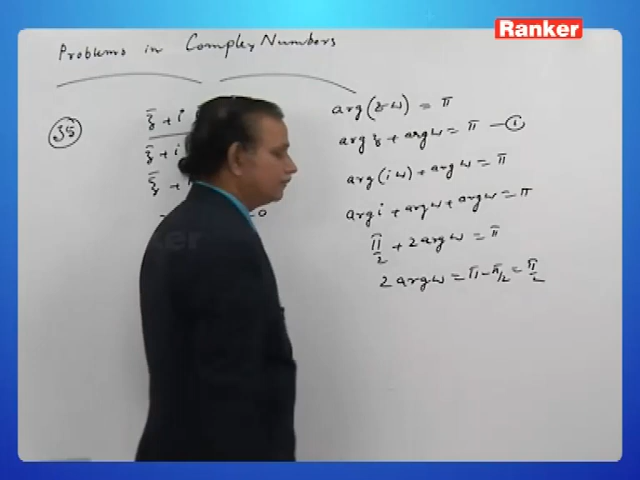 Ranker
Problems in Complex Numbers
35
z̄ + i
z̄ + i
z̄ +
= 0
arg(zw) = π
arg z + arg w = π — (i)
arg(iw) + arg w = π
arg i + arg w + arg w = π
π/2 + 2 arg w = π
2 arg w = π - π/2 = π/2